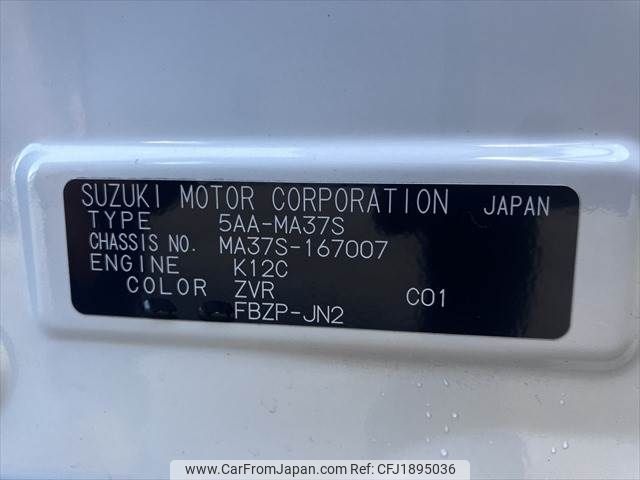 SUZUKI MOTOR CORPORATION JAPAN
TYPE 5AA-MA37S
CHASSIS NO. MA37S-167007
ENGINE K12C
COLOR ZVR C01
FBZP-JN2
www.CarFromJapan.com | Ref No: CFJ1895036